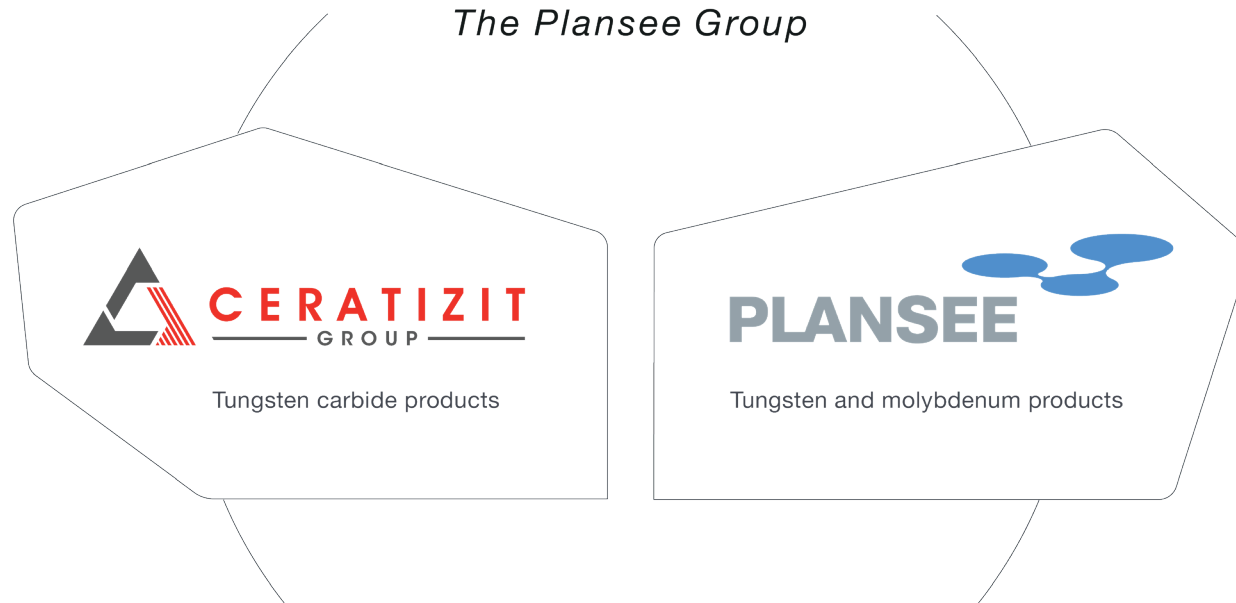 The Plansee Group
CERATIZIT
GROUP
Tungsten carbide products
PLANSEE
Tungsten and molybdenum products